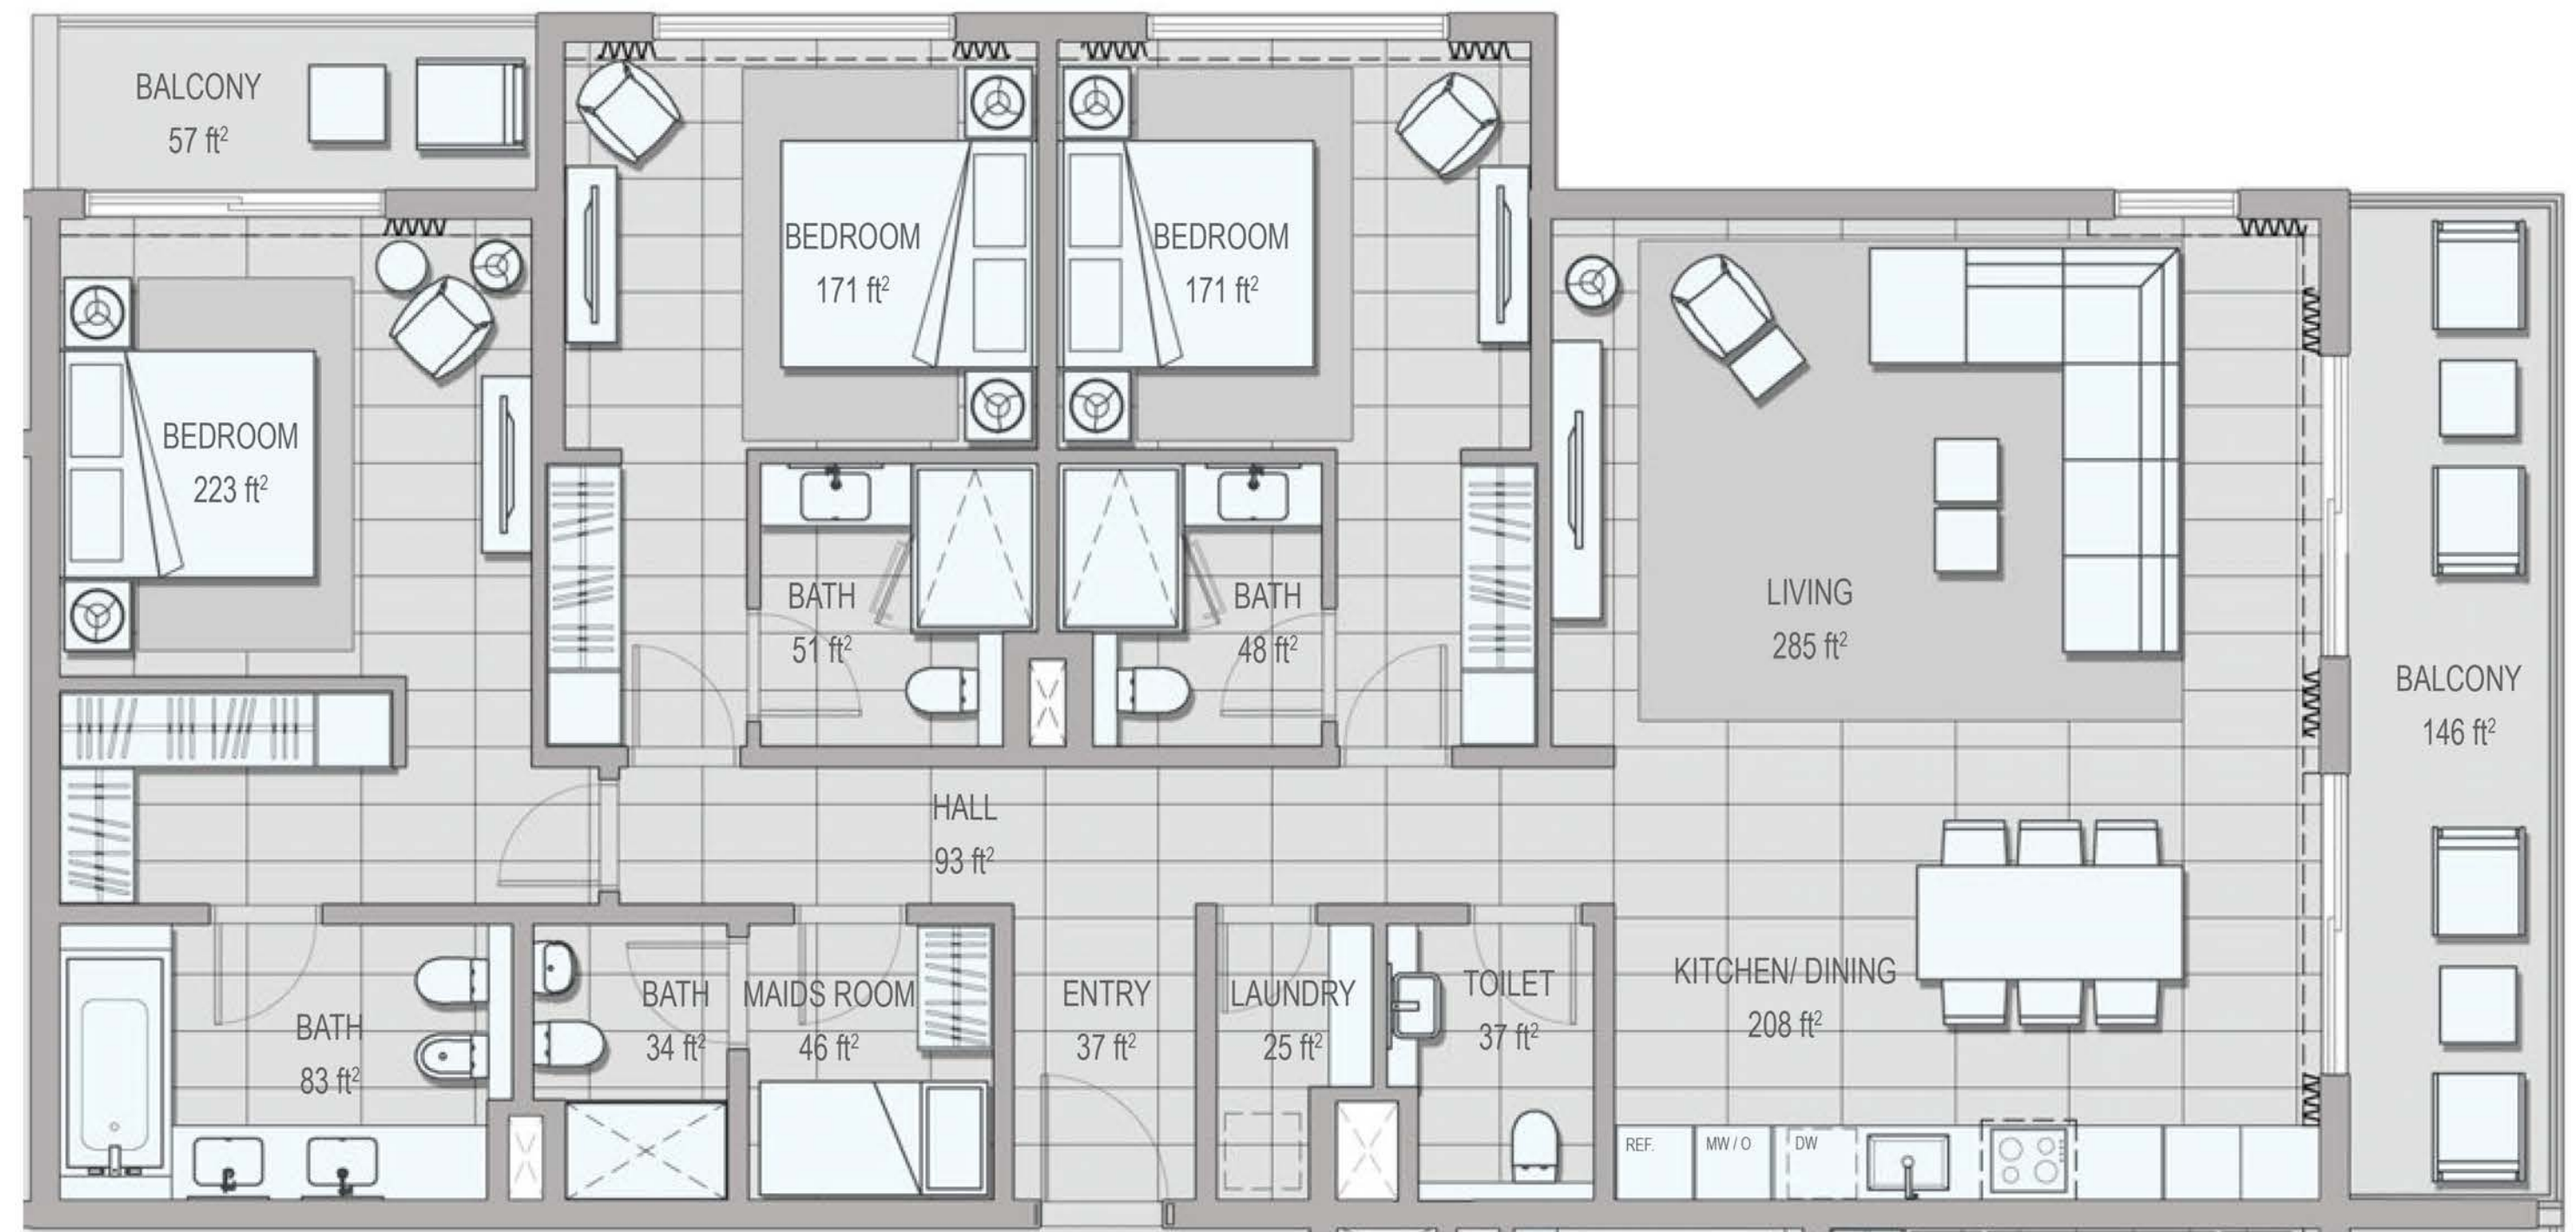 BALCONY
57 ft²
BEDROOM
223 ft²
BEDROOM
171 ft²
BEDROOM
171 ft²
BATH
51 ft²
BATH
48 ft²
LIVING
285 ft²
BALCONY
146 ft²
HALL
93 ft²
BATH
83 ft²
BATH
34 ft²
MAIDS ROOM
46 ft²
ENTRY
37 ft²
LAUNDRY
25 ft²
TOILET
37 ft²
KITCHEN/ DINING
208 ft²
REF.
MW / O
DW